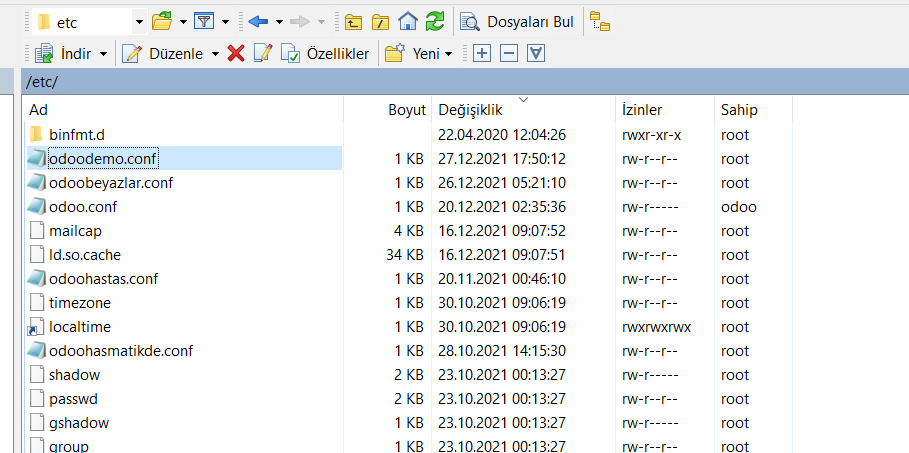 etc Dosyaları Bul
İndir Düzenle Özellikler Yeni
/etc/
Ad Boyut Değişiklik İzinler Sahip
binfmt.d 22.04.2020 12:04:26 rwxr-xr-x root
odoodemo.conf 1 KB 27.12.2021 17:50:12 rw-r--r-- root
odoobeyazlar.conf 1 KB 26.12.2021 05:21:10 rw-r--r-- root
odoo.conf 1 KB 20.12.2021 02:35:36 rw-r----- odoo
mailcap 4 KB 16.12.2021 09:07:52 rw-r--r-- root
ld.so.cache 34 KB 16.12.2021 09:07:51 rw-r--r-- root
odoohastas.conf 1 KB 20.11.2021 00:46:10 rw-r--r-- root
timezone 1 KB 30.10.2021 09:06:19 rw-r--r-- root
localtime 1 KB 30.10.2021 09:06:19 rwxrwxrwx root
odoohasmatikde.conf 1 KB 28.10.2021 14:15:30 rw-r--r-- root
shadow 2 KB 23.10.2021 00:13:27 rw-r----- root
passwd 2 KB 23.10.2021 00:13:27 rw-r--r-- root
gshadow 1 KB 23.10.2021 00:13:27 rw-r----- root
group 1 KB 23.10.2021 00:13:27 rw-r--r-- root